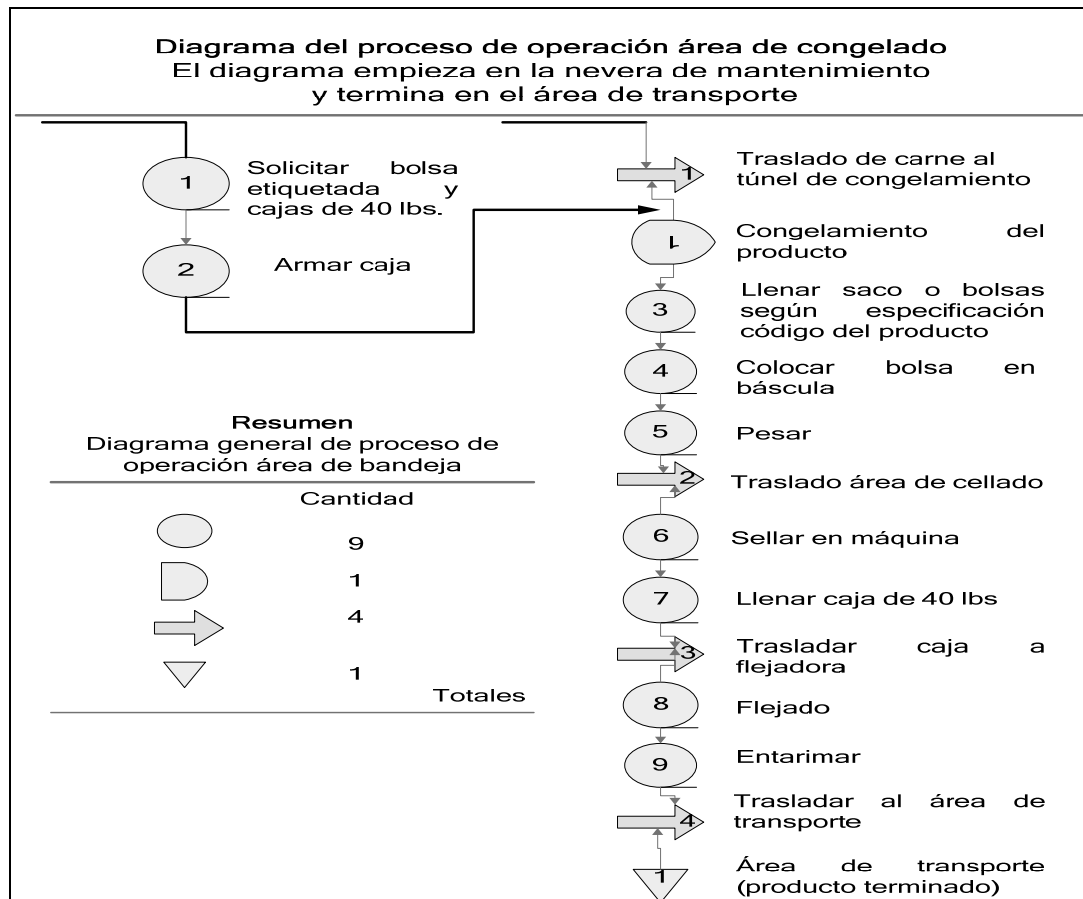 Diagrama del proceso de operación área de congelado
El diagrama empieza en la nevera de mantenimiento
y termina en el área de transporte
1
Solicitar bolsa
etiquetada y
cajas de 40 lbs.
2
Armar caja
Resumen
Diagrama general de proceso de
operación área de bandeja
Cantidad
9
1
4
1
Totales
1
Traslado de carne al
túnel de congelamiento
1
Congelamiento del
producto
3
Llenar saco o bolsas
según especificación
código del producto
4
Colocar bolsa en
báscula
5
Pesar
2
Traslado área de cellado
6
Sellar en máquina
7
Llenar caja de 40 lbs
3
Trasladar caja a
flejadora
8
Flejado
9
Entarimar
4
Trasladar al área de
transporte
1
Área de transporte
(producto terminado)